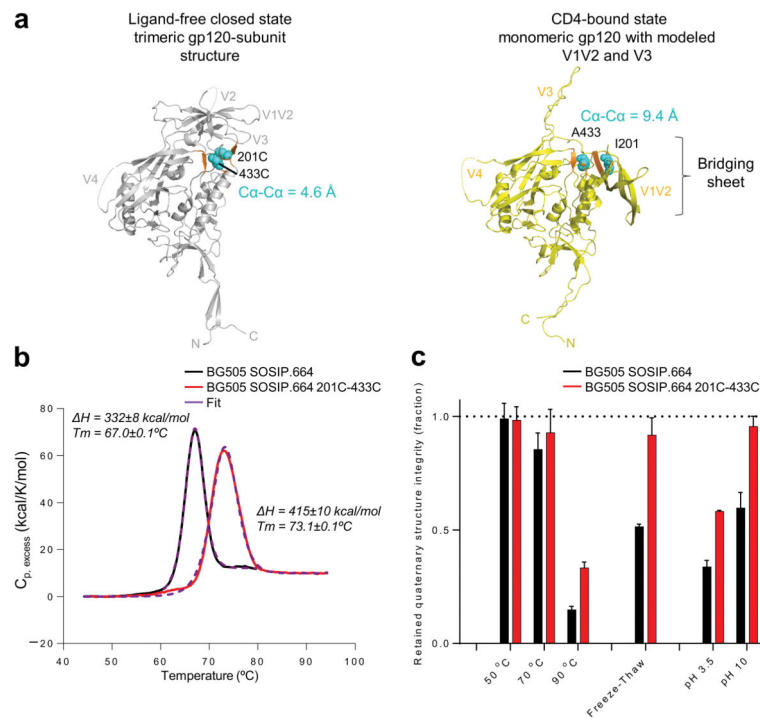 a
Ligand-free closed state
trimeric gp120-subunit
structure
CD4-bound state
monomeric gp120 with modeled
V1V2 and V3
V2
V1V2
V3
201C
433C
V4
Cα-Cα = 4.6 Å
N
C
V3
Cα-Cα = 9.4 Å
A433
I201
V4
V1V2
Bridging
sheet
C
N
b
BG505 SOSIP.664
BG505 SOSIP.664 201C-433C
Fit
ΔH = 332±8 kcal/mol
Tm = 67.0±0.1ºC
ΔH = 415±10 kcal/mol
Tm = 73.1±0.1ºC
Cp, excess (kcal/K/mol)
80
60
40
20
0
−20
40 50 60 70 80 90 100
Temperature (ºC)
c
BG505 SOSIP.664
BG505 SOSIP.664 201C-433C
Retained quaternary structure integrity (fraction)
1.0
0.5
0.0
50 °C
70 °C
90 °C
Freeze-Thaw
pH 3.5
pH 10